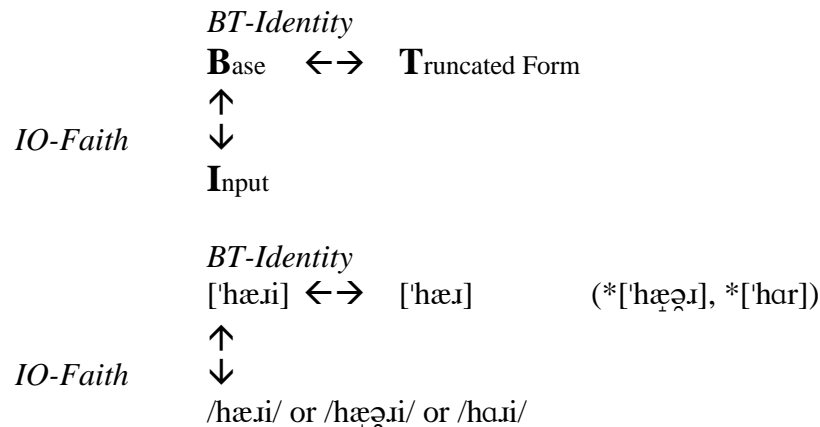 BT-Identity
Base ←→ Truncated Form
↑
IO-Faith ↓
Input
BT-Identity
[ˈhæɹi] ←→ [ˈhæɹ] (*[ˈhæ̟ə̯ɹ], *[ˈhɑr])
↑
IO-Faith ↓
/hæɹi/ or /hæ̟ə̯ɹi/ or /hɑɹi/